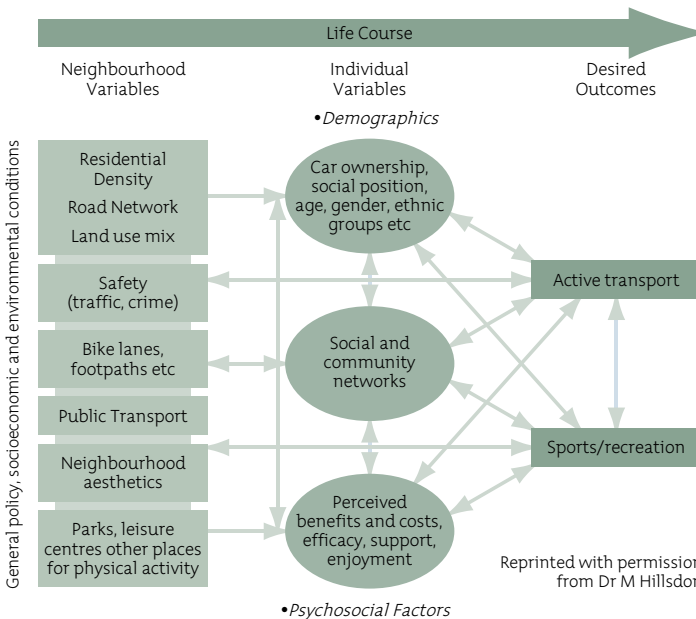 Life Course
Neighbourhood
Variables
Individual
Variables
Desired
Outcomes
•Demographics
General policy, socioeconomic and environmental conditions
Residential
Density
Road Network
Land use mix
Safety
(traffic, crime)
Bike lanes,
footpaths etc
Public Transport
Neighbourhood
aesthetics
Parks, leisure
centres other places
for physical activity
Car ownership,
social position,
age, gender, ethnic
groups etc
Social and
community
networks
Perceived
benefits and costs,
efficacy, support,
enjoyment
Active transport
Sports/recreation
Reprinted with permission
from Dr M Hillsdon
•Psychosocial Factors